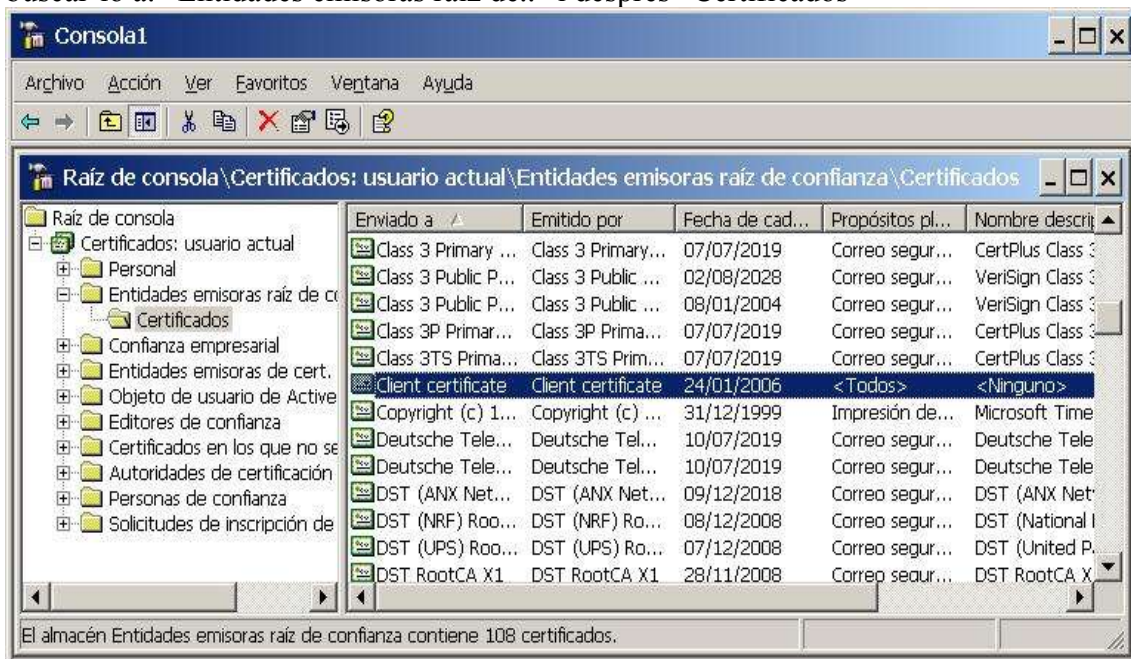 Consola1
Archivo Acción Ver Favoritos Ventana Ayuda
Raíz de consola\Certificados: usuario actual\Entidades emisoras raíz de confianza\Certificados
Raíz de consola
Certificados: usuario actual
Personal
Entidades emisoras raíz de co
Certificados
Confianza empresarial
Entidades emisoras de cert.
Objeto de usuario de Active
Editores de confianza
Certificados en los que no se
Autoridades de certificación
Personas de confianza
Solicitudes de inscripción de
Enviado a Emitido por Fecha de cad... Propósitos pl... Nombre descrip
Class 3 Primary ... Class 3 Primary... 07/07/2019 Correo segur... CertPlus Class 3
Class 3 Public P... Class 3 Public ... 02/08/2028 Correo segur... VeriSign Class 3
Class 3 Public P... Class 3 Public ... 08/01/2004 Correo segur... VeriSign Class 3
Class 3P Primar... Class 3P Prima... 07/07/2019 Correo segur... CertPlus Class 3
Class 3TS Prima... Class 3TS Prim... 07/07/2019 Correo segur... CertPlus Class 3
Client certificate Client certificate 24/01/2006 <Todos> <Ninguno>
Copyright (c) 1... Copyright (c) ... 31/12/1999 Impresión de... Microsoft Time
Deutsche Tele... Deutsche Tel... 10/07/2019 Correo segur... Deutsche Tele
Deutsche Tele... Deutsche Tel... 10/07/2019 Correo segur... Deutsche Tele
DST (ANX Net... DST (ANX Net... 09/12/2018 Correo segur... DST (ANX Net
DST (NRF) Roo... DST (NRF) Ro... 08/12/2008 Correo segur... DST (National
DST (UPS) Roo... DST (UPS) Ro... 07/12/2008 Correo segur... DST (United P
DST RootCA X1 DST RootCA X1 28/11/2008 Correo segur... DST RootCA X
El almacén Entidades emisoras raíz de confianza contiene 108 certificados.